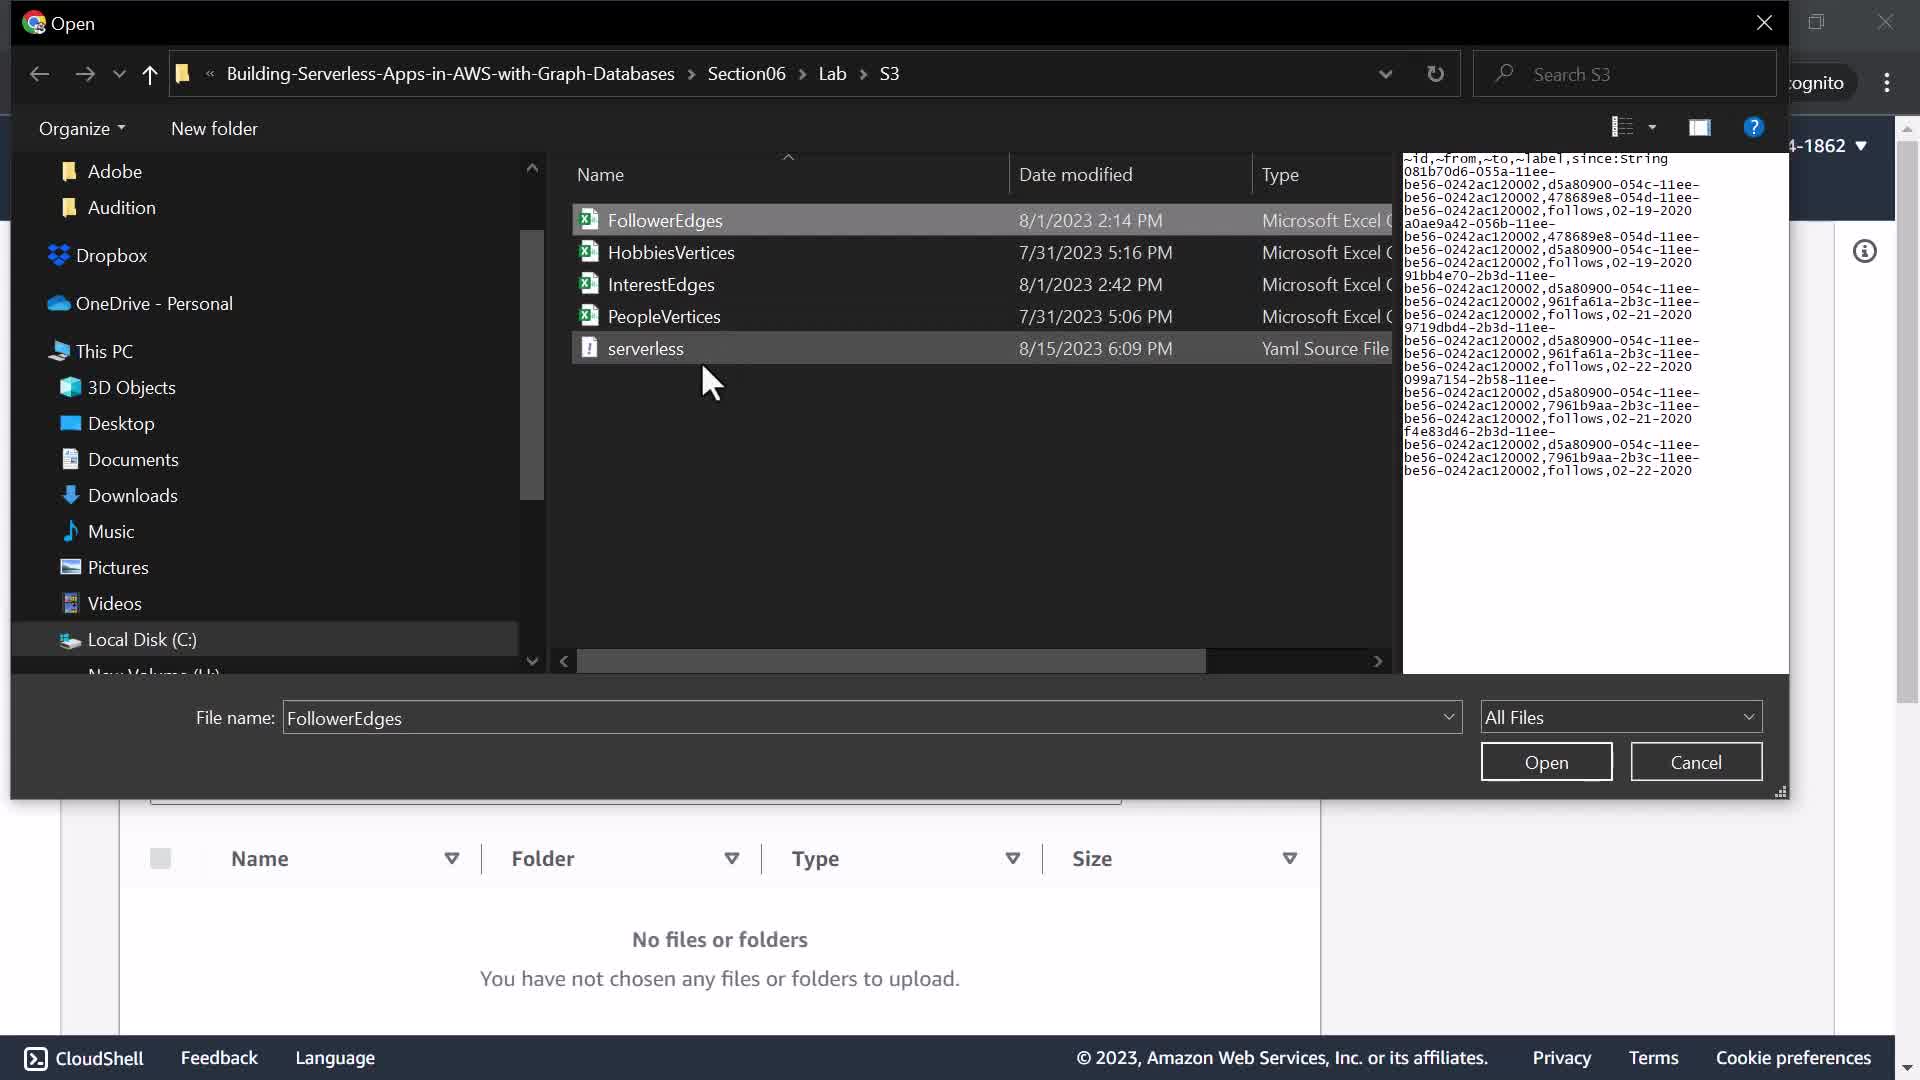 Open
« Building-Serverless-Apps-in-AWS-with-Graph-Databases > Section06 > Lab > S3
Search S3
ognito
Organize
New folder
4-1862
Adobe
Audition
Dropbox
OneDrive - Personal
This PC
3D Objects
Desktop
Documents
Downloads
Music
Pictures
Videos
Local Disk (C:)
Name Date modified Type
FollowerEdges 8/1/2023 2:14 PM Microsoft Excel C
HobbiesVertices 7/31/2023 5:16 PM Microsoft Excel C
InterestEdges 8/1/2023 2:42 PM Microsoft Excel C
PeopleVertices 7/31/2023 5:06 PM Microsoft Excel C
serverless 8/15/2023 6:09 PM Yaml Source File
~id,~from,~to,~label,since:String
081b70d6-055a-11ee-
be56-0242ac120002,d5a80900-054c-11ee-
be56-0242ac120002,478689e8-054d-11ee-
be56-0242ac120002,follows,02-19-2020
a0ae9a42-056b-11ee-
be56-0242ac120002,478689e8-054d-11ee-
be56-0242ac120002,d5a80900-054c-11ee-
be56-0242ac120002,follows,02-19-2020
91bb4e70-2b3d-11ee-
be56-0242ac120002,d5a80900-054c-11ee-
be56-0242ac120002,961fa61a-2b3c-11ee-
be56-0242ac120002,follows,02-21-2020
9719dbd4-2b3d-11ee-
be56-0242ac120002,d5a80900-054c-11ee-
be56-0242ac120002,961fa61a-2b3c-11ee-
be56-0242ac120002,follows,02-22-2020
099a7154-2b58-11ee-
be56-0242ac120002,d5a80900-054c-11ee-
be56-0242ac120002,7961b9aa-2b3c-11ee-
be56-0242ac120002,follows,02-21-2020
f4e83d46-2b3d-11ee-
be56-0242ac120002,d5a80900-054c-11ee-
be56-0242ac120002,7961b9aa-2b3c-11ee-
be56-0242ac120002,follows,02-22-2020
File name: FollowerEdges
All Files
Open Cancel
Name Folder Type Size
No files or folders
You have not chosen any files or folders to upload.
CloudShell Feedback Language
© 2023, Amazon Web Services, Inc. or its affiliates. Privacy Terms Cookie preferences